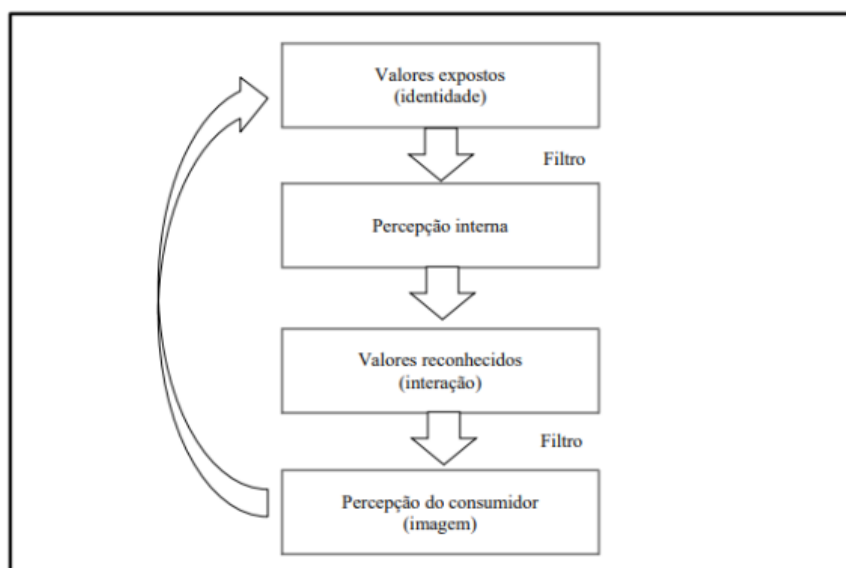 Valores expostos
(identidade)
Filtro
Percepção interna
Valores reconhecidos
(interação)
Filtro
Percepção do consumidor
(imagem)